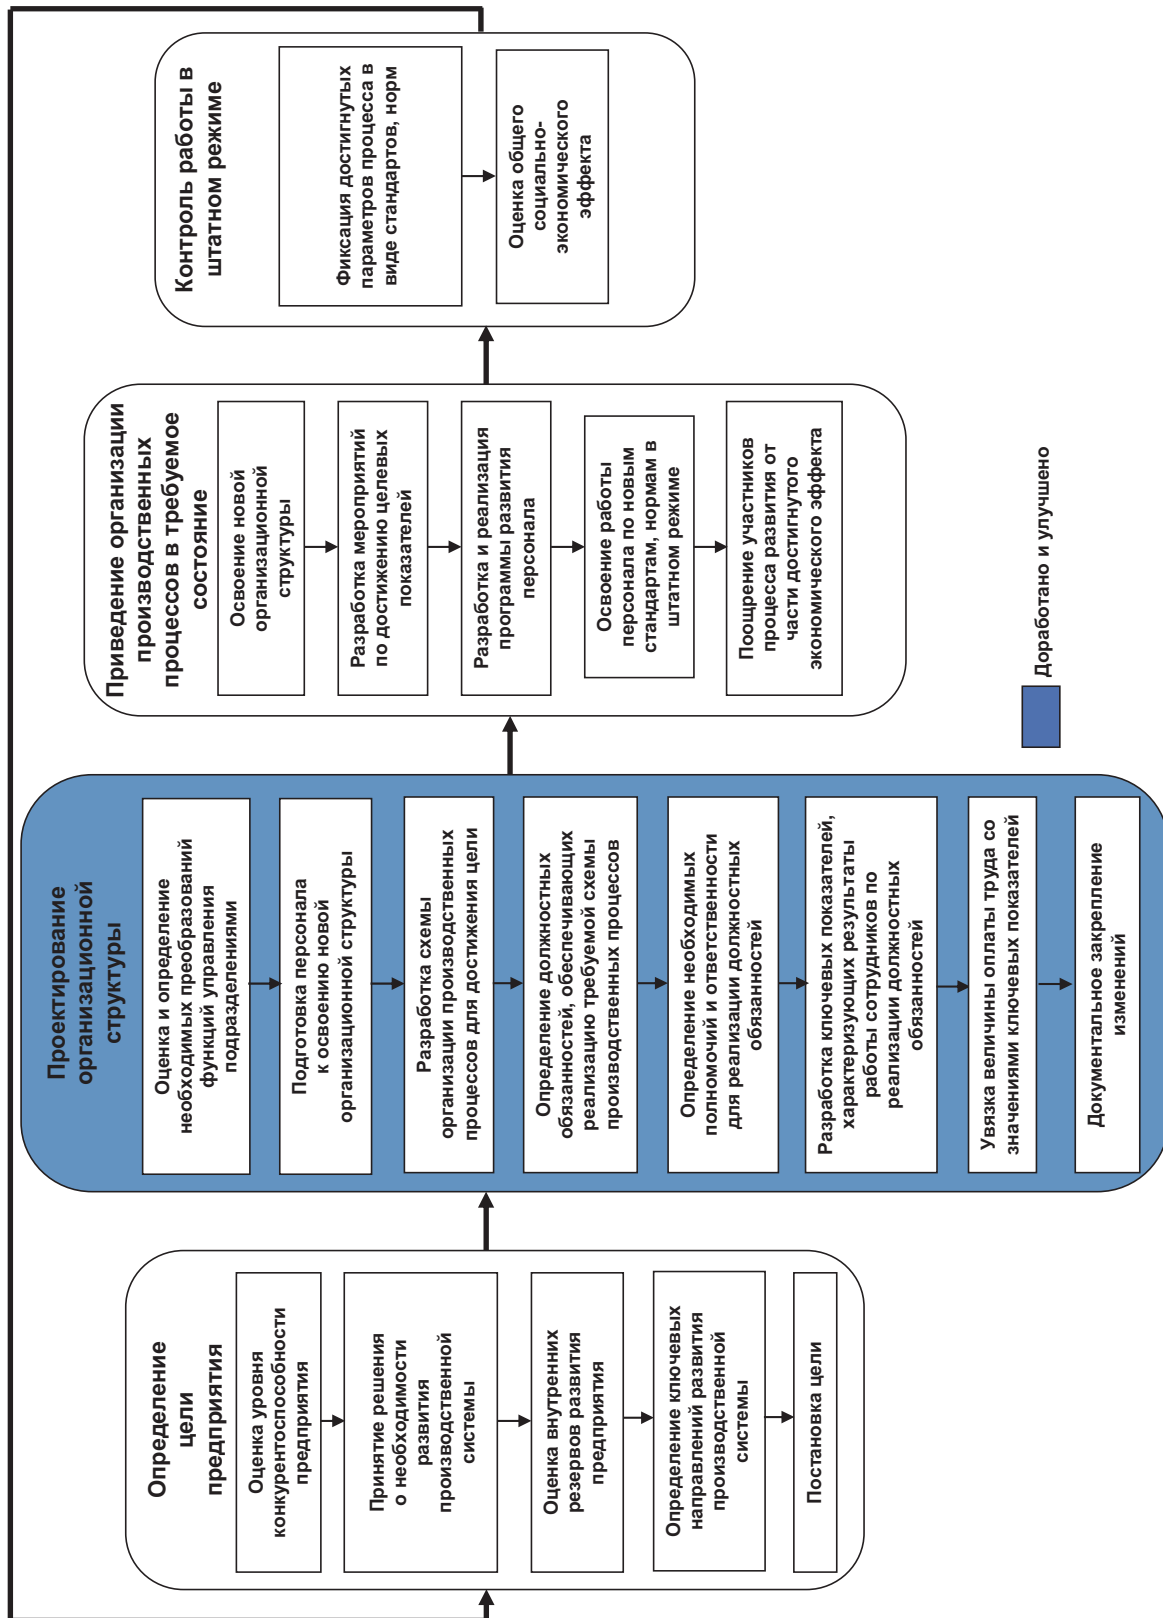 Определение
цели
предприятия
Оценка уровня
конкурентоспособности
предприятия
Принятие решения
о необходимости
развития
производственной
системы
Оценка внутренних
резервов развития
предприятия
Определение ключевых
направлений развития
производственной
системы
Постановка цели
Проектирование
организационной
структуры
Оценка и определение
необходимых преобразований
функций управления
подразделениями
Подготовка персонала
к освоению новой
организационной структуры
Разработка схемы
организации производственных
процессов для достижения цели
Определение должностных
обязанностей, обеспечивающих
реализацию требуемой схемы
производственных процессов
Определение необходимых
полномочий и ответственности
для реализации должностных
обязанностей
Разработка ключевых показателей,
характеризующих результаты
работы сотрудников по
реализации должностных
обязанностей
Увязка величины оплаты труда со
значениями ключевых показателей
Документальное закрепление
изменений
Приведение организации
производственных
процессов в требуемое
состояние
Освоение новой
организационной
структуры
Разработка мероприятий
по достижению целевых
показателей
Разработка и реализация
программы развития
персонала
Освоение работы
персонала по новым
стандартам, нормам в
штатном режиме
Поощрение участников
процесса развития от
части достигнутого
экономического эффекта
Контроль работы в
штатном режиме
Фиксация достигнутых
параметров процесса в
виде стандартов, норм
Оценка общего
социально-
экономического
эффекта
Доработано и улучшено